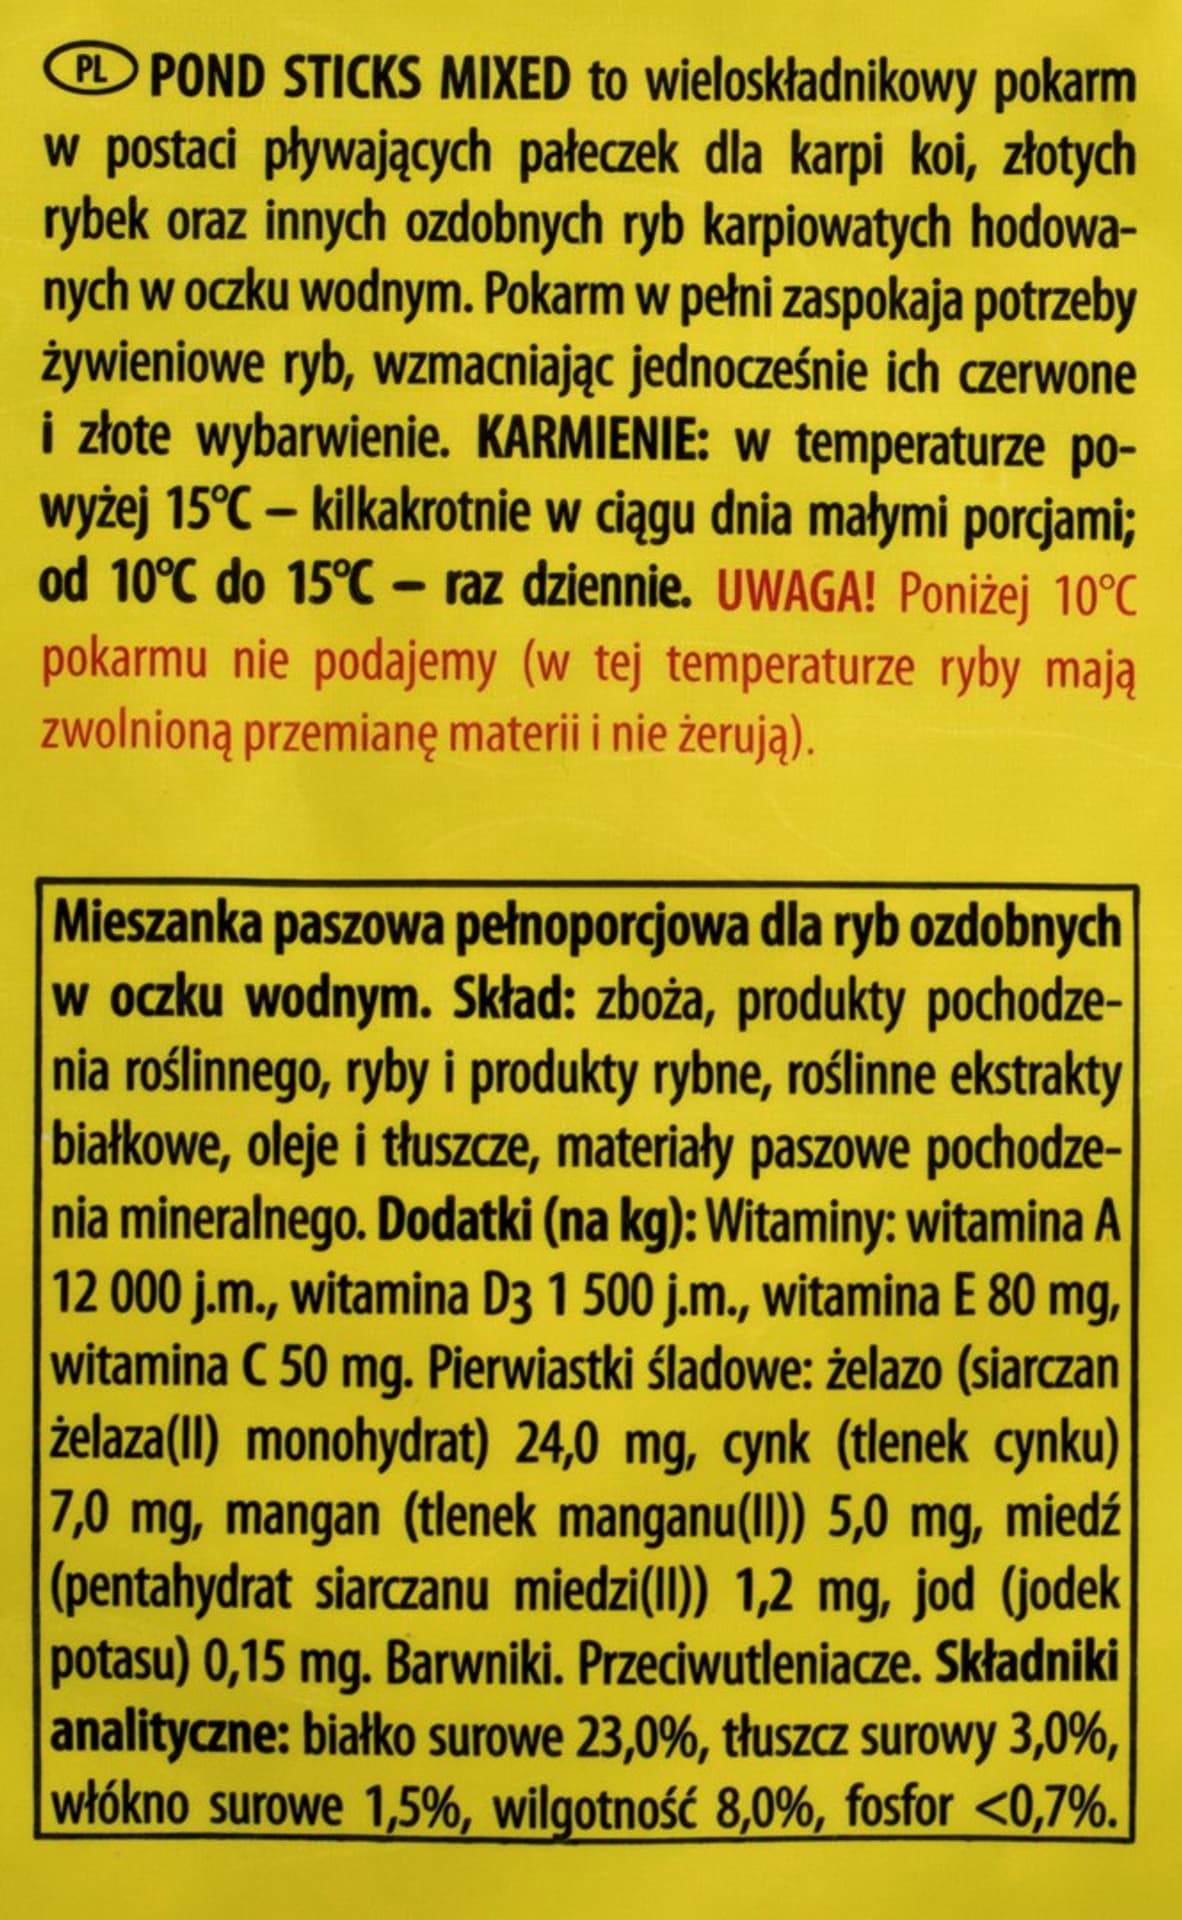 PL POND STICKS MIXED to wieloskładnikowy pokarm
w postaci pływających pałeczek dla karpi koi, złotych
rybek oraz innych ozdobnych ryb karpiowatych hodowa-
nych w oczku wodnym. Pokarm w pełni zaspokaja potrzeby
żywieniowe ryb, wzmacniając jednocześnie ich czerwone
i złote wybarwienie. KARMIENIE: w temperaturze po-
wyżej 15°C – kilkakrotnie w ciągu dnia małymi porcjami;
od 10°C do 15°C – raz dziennie. UWAGA! Poniżej 10°C
pokarmu nie podajemy (w tej temperaturze ryby mają
zwolnioną przemianę materii i nie żerują).
Mieszanka paszowa pełnoporcjowa dla ryb ozdobnych
w oczku wodnym. Skład: zboża, produkty pochodze-
nia roślinnego, ryby i produkty rybne, roślinne ekstrakty
białkowe, oleje i tłuszcze, materiały paszowe pochodze-
nia mineralnego. Dodatki (na kg): Witaminy: witamina A
12 000 j.m., witamina D3 1 500 j.m., witamina E 80 mg,
witamina C 50 mg. Pierwiastki śladowe: żelazo (siarczan
żelaza(II) monohydrat) 24,0 mg, cynk (tlenek cynku)
7,0 mg, mangan (tlenek manganu(II)) 5,0 mg, miedź
(pentahydrat siarczanu miedzi(II)) 1,2 mg, jod (jodek
potasu) 0,15 mg. Barwniki. Przeciwutleniacze. Składniki
analityczne: białko surowe 23,0%, tłuszcz surowy 3,0%,
włókno surowe 1,5%, wilgotność 8,0%, fosfor <0,7%.